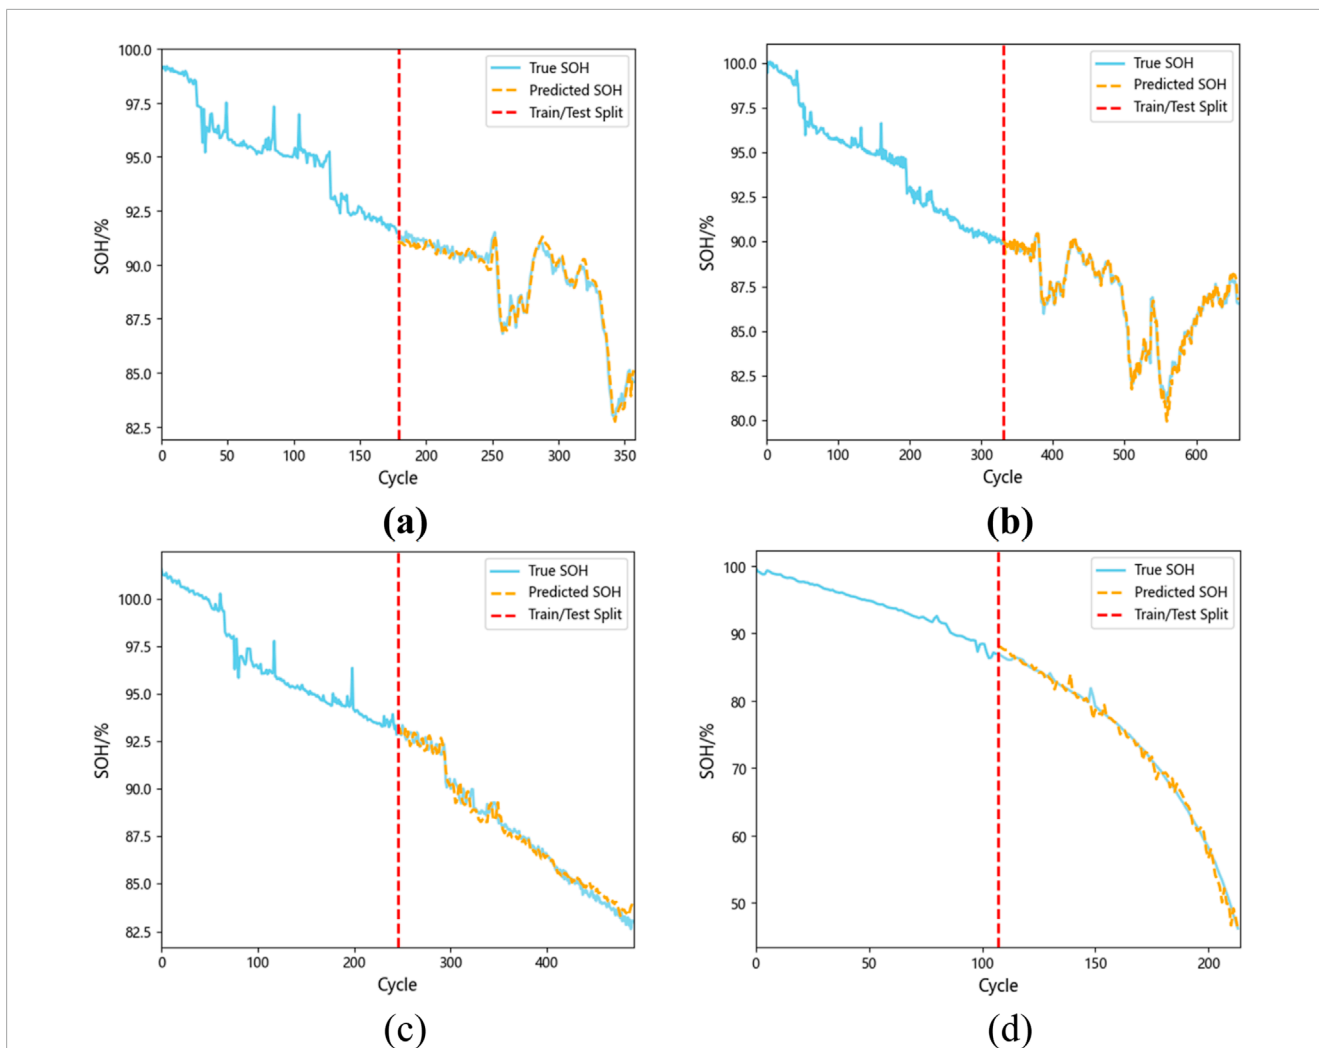 100.0
97.5
95.0
92.5
90.0
87.5
85.0
82.5
SOH/%
True SOH
Predicted SOH
Train/Test Split
0 50 100 150 200 250 300 350
Cycle
(a)
100.0
97.5
95.0
92.5
90.0
87.5
85.0
82.5
80.0
SOH/%
True SOH
Predicted SOH
Train/Test Split
0 100 200 300 400 500 600
Cycle
(b)
100.0
97.5
95.0
92.5
90.0
87.5
85.0
82.5
SOH/%
True SOH
Predicted SOH
Train/Test Split
0 100 200 300 400
Cycle
(c)
100
90
80
70
60
50
SOH/%
True SOH
Predicted SOH
Train/Test Split
0 50 100 150 200
Cycle
(d)